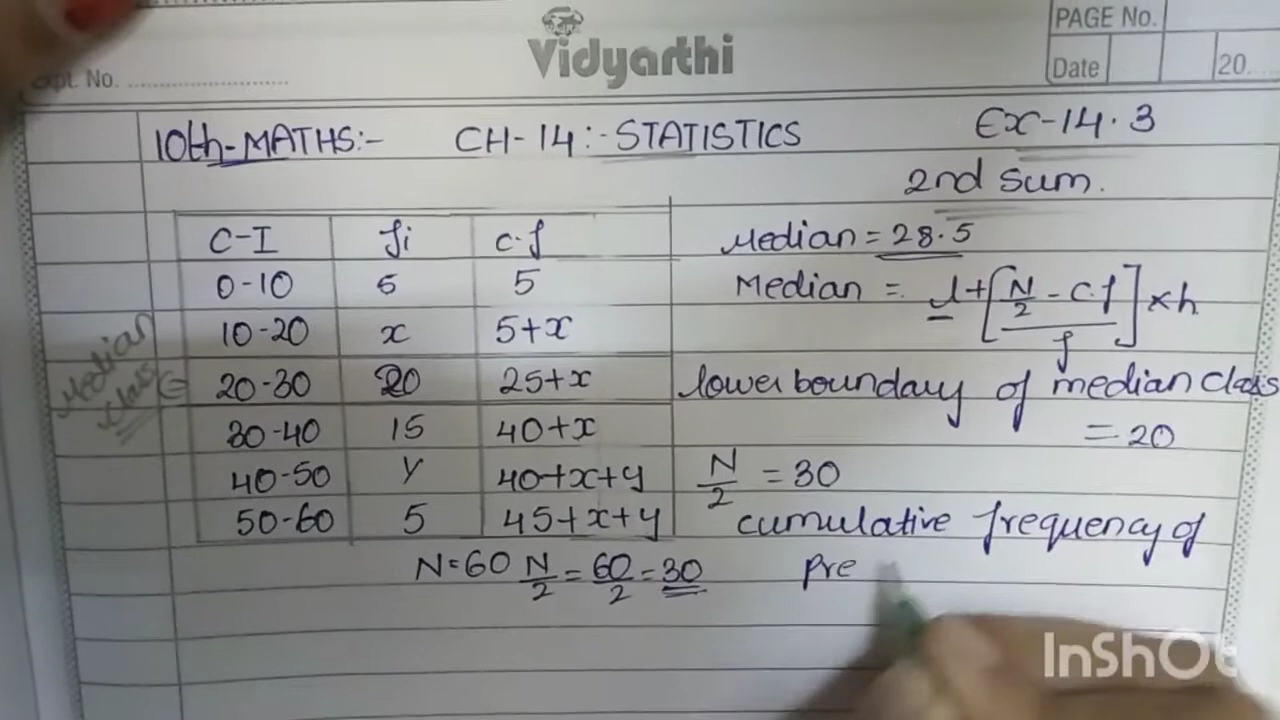 Vidyarthi
PAGE No.
Expt. No.
Date 20
10th-MATHS:- CH-14:-STATISTICS Ex-14.3
2nd sum.
C-I fi c.f
0-10 5 5
10-20 x 5+x
20-30 20 25+x
30-40 15 40+x
40-50 y 40+x+y
50-60 5 45+x+y
N=60 N/2 = 60/2 = 30
Median class
Median = 28.5
Median = l+[N/2 - c.f / f] ×h
lower boundary of median class
= 20
N/2 = 30
cumulative frequency of
Pre
InShOt